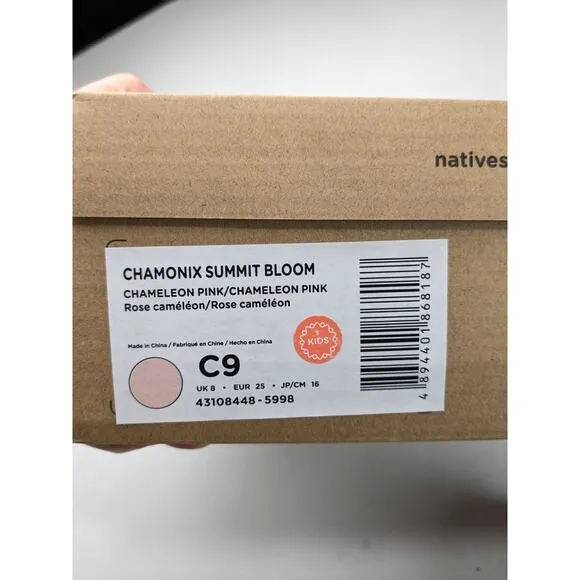 natives
CHAMONIX SUMMIT BLOOM
CHAMELEON PINK/CHAMELEON PINK
Rose caméléon/Rose caméléon
Made in China / Fabriqué en Chine / Hecho en China
KIDS
C9
UK 8 • EUR 25 • JP/CM 16
43108448-5998
4 894401 868187